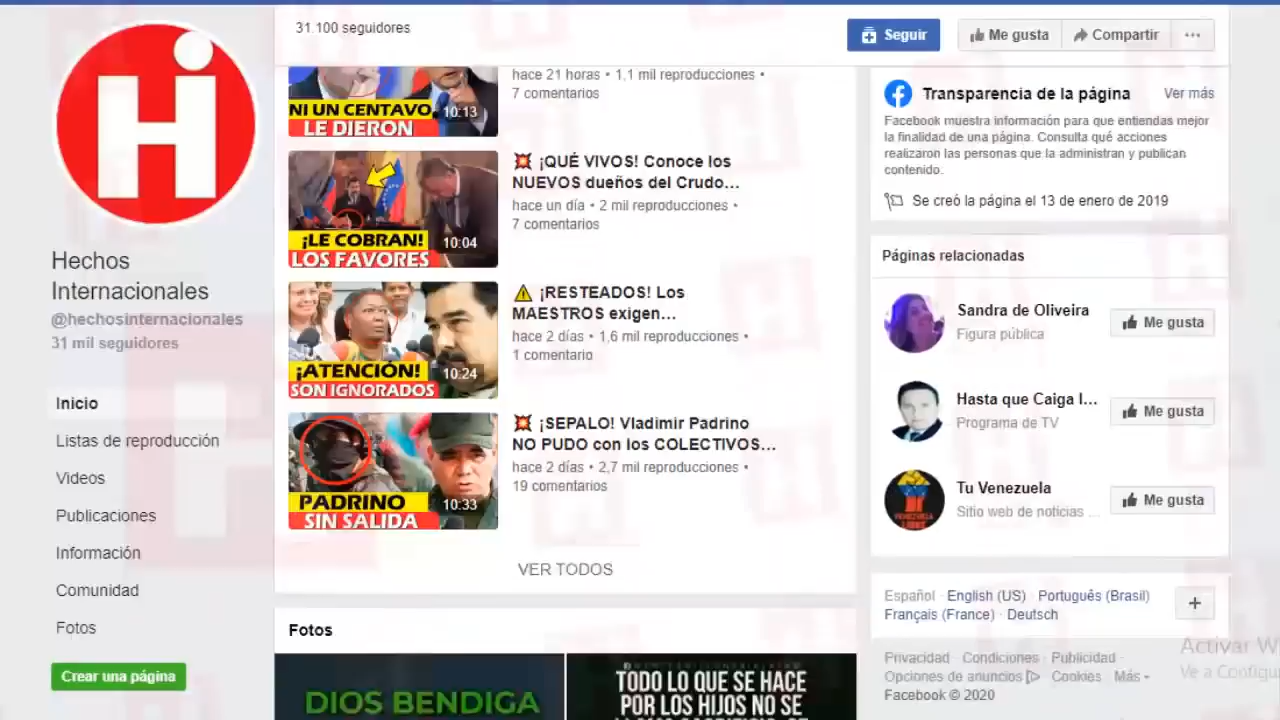 Hi
Hechos
Internacionales
@hechosinternacionales
31 mil seguidores
Inicio
Listas de reproducción
Videos
Publicaciones
Información
Comunidad
Fotos
Crear una página
31.100 seguidores
Seguir
Me gusta
Compartir
NI UN CENTAVO
LE DIERON
10:13
hace 21 horas • 1,1 mil reproducciones •
7 comentarios
¡LE COBRAN!
LOS FAVORES
10:04
💥 ¡QUÉ VIVOS! Conoce los
NUEVOS dueños del Crudo...
hace un día • 2 mil reproducciones •
7 comentarios
¡ATENCIÓN!
SON IGNORADOS
10:24
⚠ ¡RESTEADOS! Los
MAESTROS exigen...
hace 2 días • 1,6 mil reproducciones •
1 comentario
PADRINO
SIN SALIDA
10:33
💥 ¡SEPALO! Vladimir Padrino
NO PUDO con los COLECTIVOS...
hace 2 días • 2,7 mil reproducciones •
19 comentarios
VER TODOS
Fotos
DIOS BENDIGA
TODO LO QUE SE HACE
POR LOS HIJOS NO SE
Transparencia de la página
Ver más
Facebook muestra información para que entiendas mejor
la finalidad de una página. Consulta qué acciones
realizaron las personas que la administran y publican
contenido.
Se creó la página el 13 de enero de 2019
Páginas relacionadas
Sandra de Oliveira
Figura pública
Me gusta
Hasta que Caiga l...
Programa de TV
Me gusta
Tu Venezuela
Sitio web de noticias ...
Me gusta
Español · English (US) · Português (Brasil)
Français (France) · Deutsch
Privacidad · Condiciones · Publicidad ·
Opciones de anuncios · Cookies · Más
Facebook © 2020
Activar W
Ve a Configu